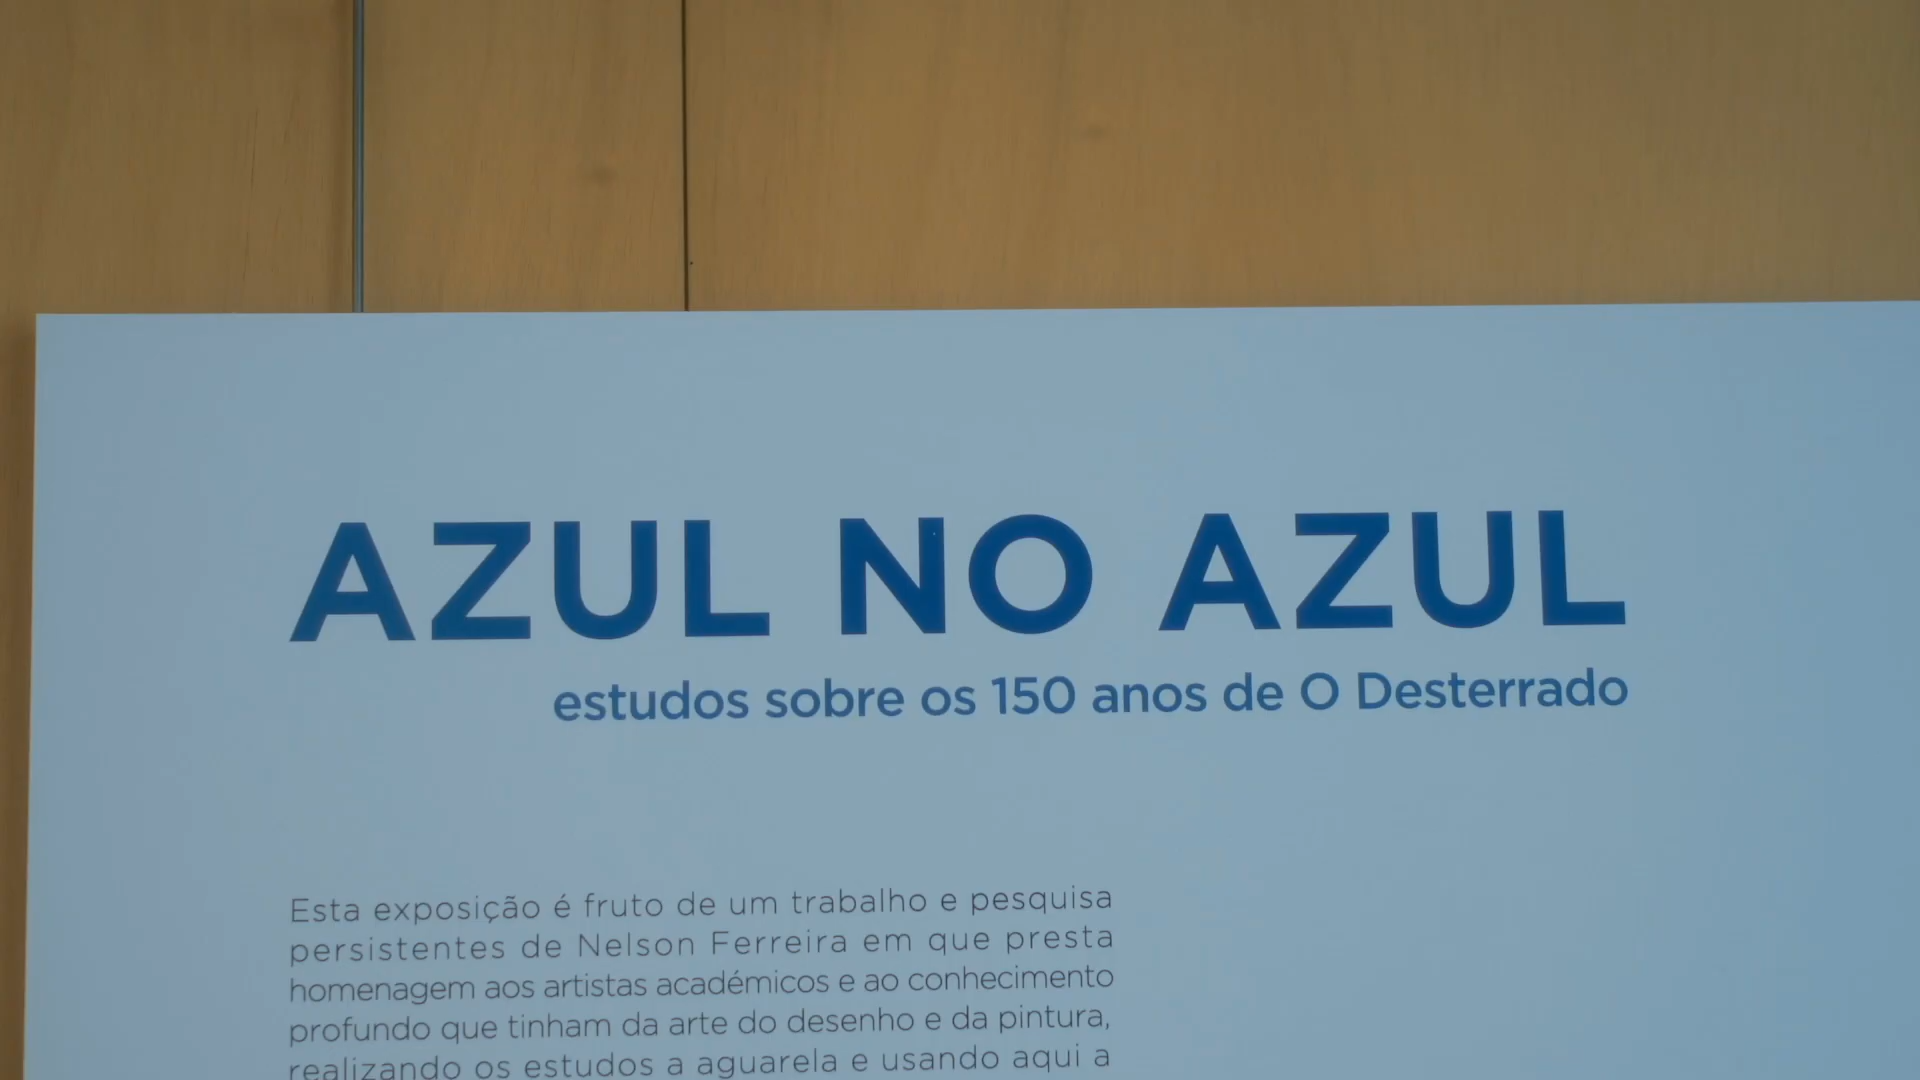 AZUL NO AZUL
estudos sobre os 150 anos de O Desterrado
Esta exposição é fruto de um trabalho e pesquisa
persistentes de Nelson Ferreira em que presta
homenagem aos artistas académicos e ao conhecimento
profundo que tinham da arte do desenho e da pintura,
realizando os estudos a aguarela e usando aqui a